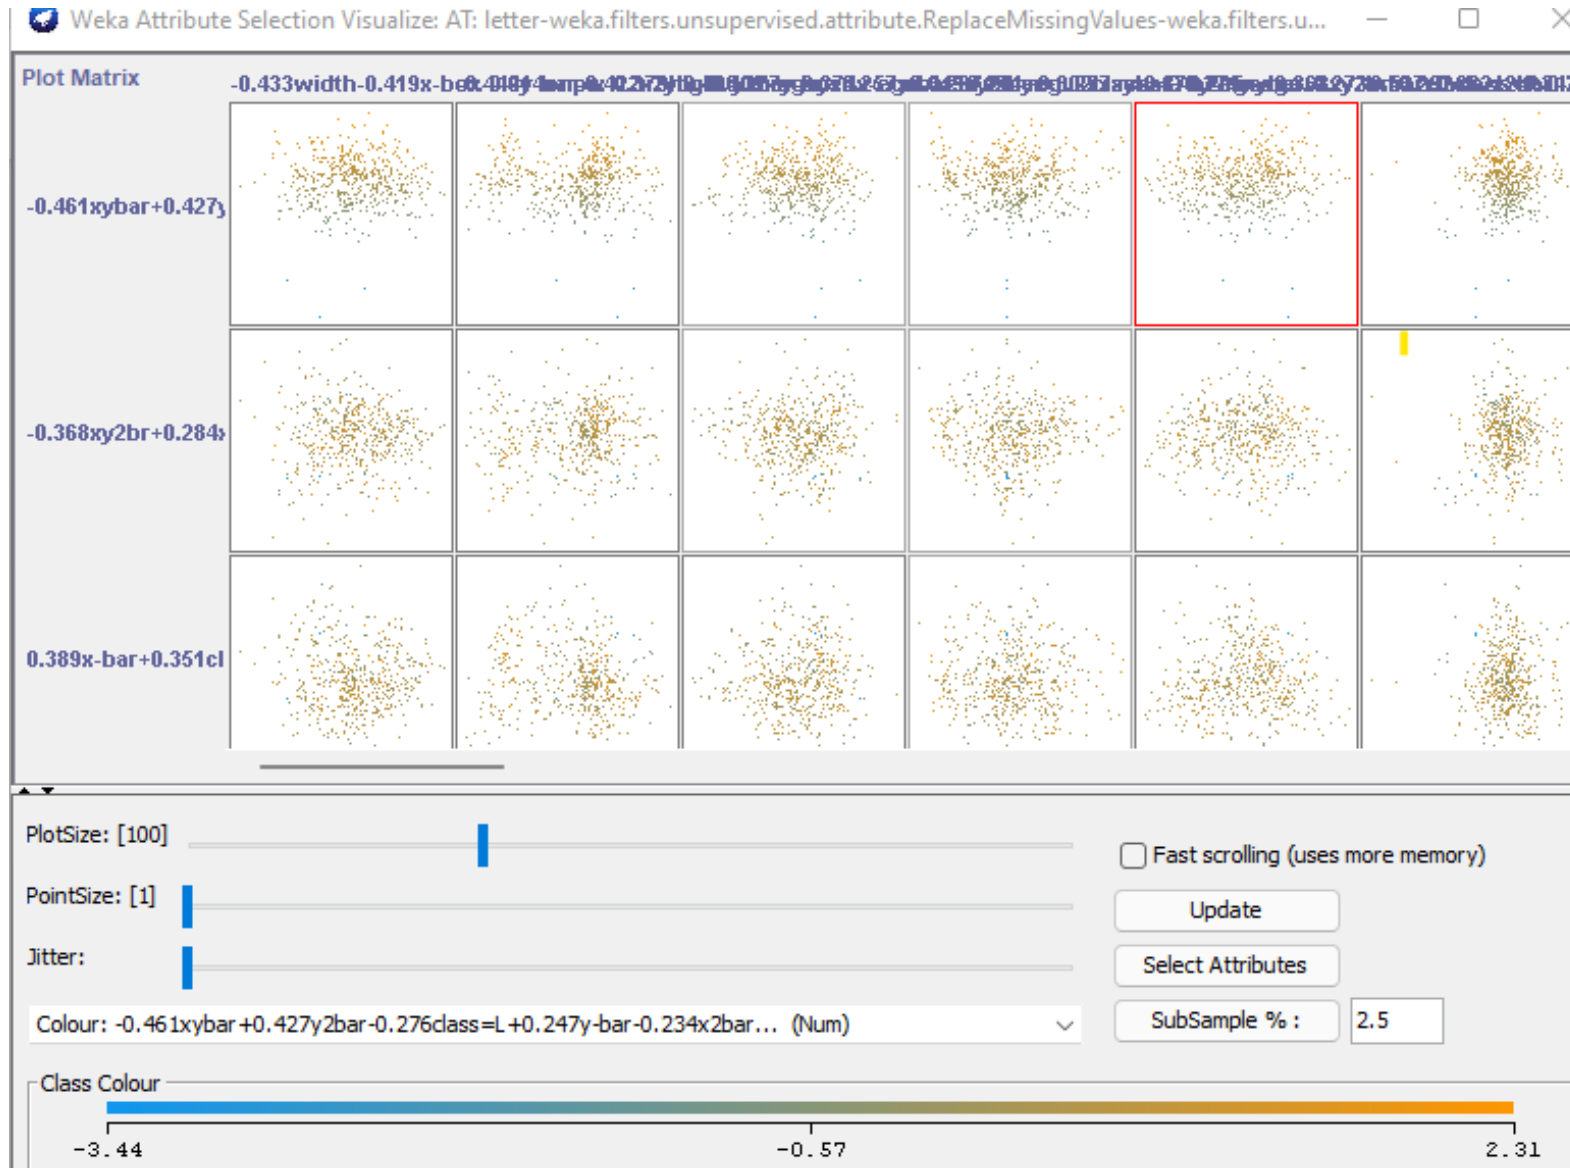 Weka Attribute Selection Visualize: AT: letter-weka.filters.unsupervised.attribute.ReplaceMissingValues-weka.filters.u...
Plot Matrix
-0.433width-0.419x-box
-0.461xybar+0.427y
-0.368xy2br+0.284x
0.389x-bar+0.351cl
PlotSize: [100]
Fast scrolling (uses more memory)
PointSize: [1]
Update
Jitter:
Select Attributes
Colour: -0.461xybar+0.427y2bar-0.276class=L+0.247y-bar-0.234x2bar... (Num)
SubSample % :
2.5
Class Colour
-3.44
-0.57
2.31